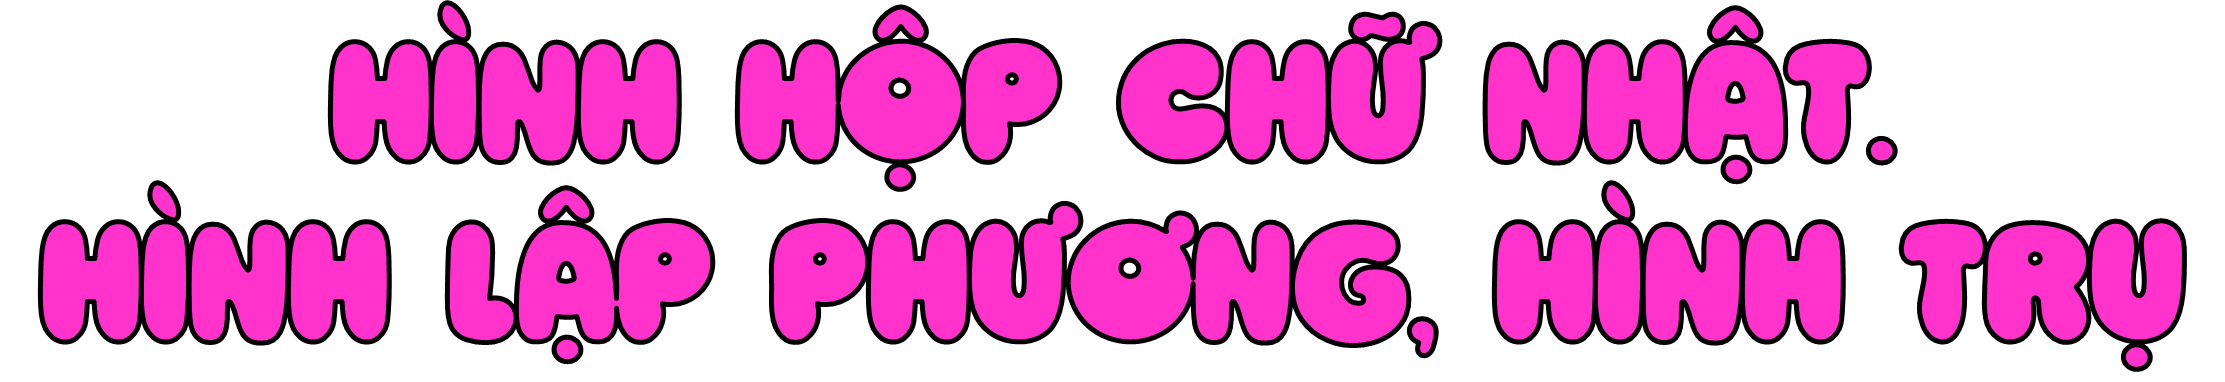 HÌNH HỘP CHỮ NHẬT.
HÌNH LẬP PHƯƠNG, HÌNH TRỤ